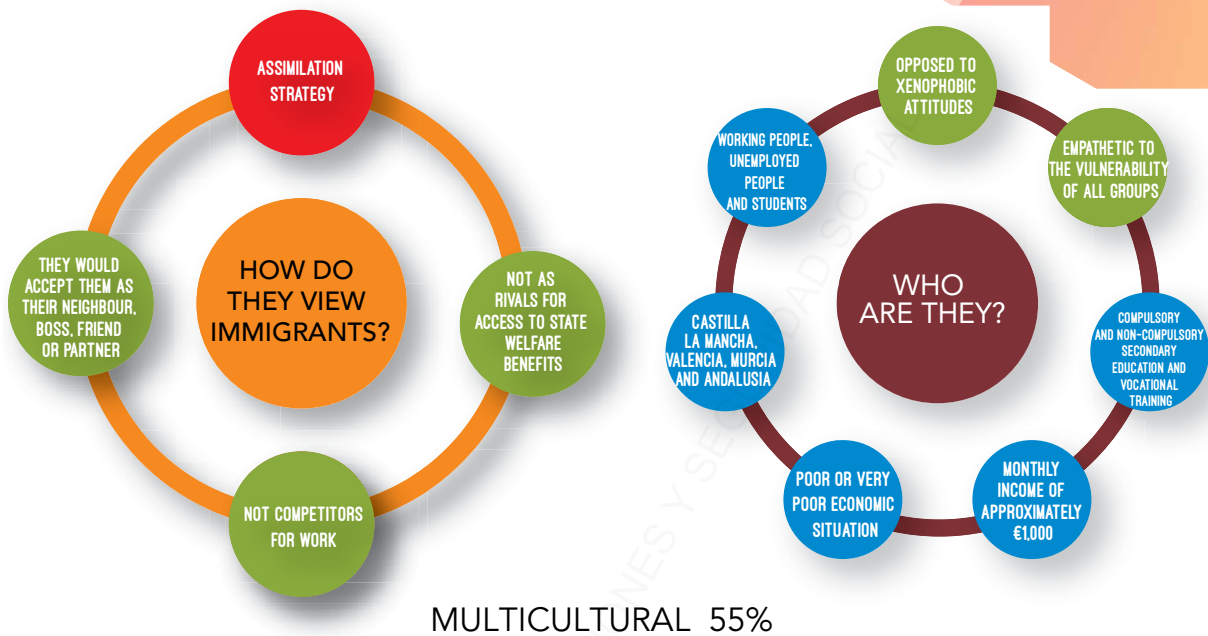 ASSIMILATION
STRATEGY
HOW DO
THEY VIEW
IMMIGRANTS?
THEY WOULD
ACCEPT THEM AS
THEIR NEIGHBOUR,
BOSS, FRIEND
OR PARTNER
NOT AS
RIVALS FOR
ACCESS TO STATE
WELFARE
BENEFITS
NOT COMPETITORS
FOR WORK
OPPOSED TO
XENOPHOBIC
ATTITUDES
WORKING PEOPLE,
UNEMPLOYED
PEOPLE
AND STUDENTS
EMPATHETIC TO
THE VULNERABILITY
OF ALL GROUPS
WHO
ARE THEY?
CASTILLA
LA MANCHA,
VALENCIA, MURCIA
AND ANDALUSIA
COMPULSORY
AND NON-COMPULSORY
SECONDARY
EDUCATION AND
VOCATIONAL
TRAINING
POOR OR VERY
POOR ECONOMIC
SITUATION
MONTHLY
INCOME OF
APPROXIMATELY
€1,000
MULTICULTURAL 55%